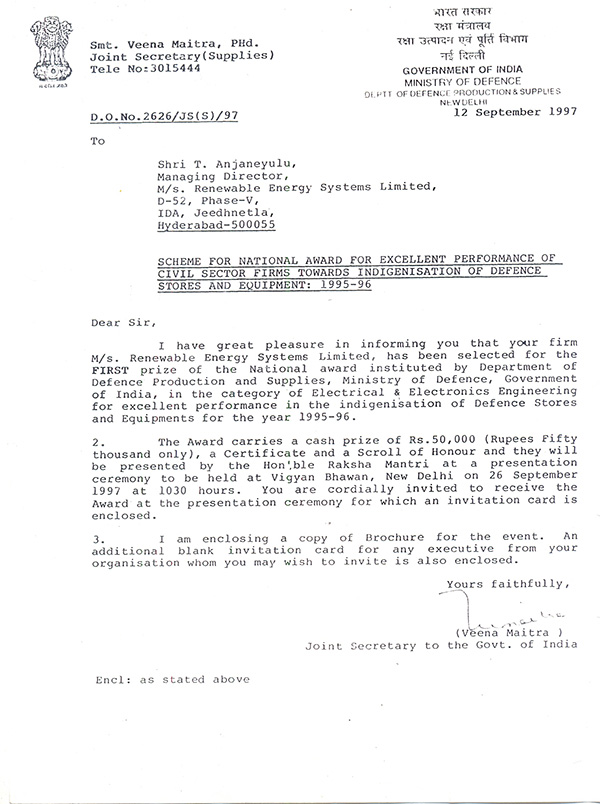 भारत सरकार
रक्षा मंत्रालय
रक्षा उत्पादन एवं पूर्ति विभाग
नई दिल्ली
GOVERNMENT OF INDIA
MINISTRY OF DEFENCE
DEPTT OF DEFENCE PRODUCTION & SUPPLIES
NEW DELHI
12 September 1997
सत्यमेव जयते
Smt. Veena Maitra, PHd.
Joint Secretary(Supplies)
Tele No:3015444
D.O.No.2626/JS(S)/97
To
Shri T. Anjaneyulu,
Managing Director,
M/s. Renewable Energy Systems Limited,
D-52, Phase-V,
IDA, Jeedhnetla,
Hyderabad-500055
SCHEME FOR NATIONAL AWARD FOR EXCELLENT PERFORMANCE OF
CIVIL SECTOR FIRMS TOWARDS INDIGENISATION OF DEFENCE
STORES AND EQUIPMENT: 1995-96
Dear Sir,
I have great pleasure in informing you that your firm
M/s. Renewable Energy Systems Limited, has been selected for the
FIRST prize of the National award instituted by Department of
Defence Production and Supplies, Ministry of Defence, Government
of India, in the category of Electrical & Electronics Engineering
for excellent performance in the indigenisation of Defence Stores
and Equipments for the year 1995-96.
2. The Award carries a cash prize of Rs.50,000 (Rupees Fifty
thousand only), a Certificate and a Scroll of Honour and they will
be presented by the Hon'ble Raksha Mantri at a presentation
ceremony to be held at Vigyan Bhawan, New Delhi on 26 September
1997 at 1030 hours. You are cordially invited to receive the
Award at the presentation ceremony for which an invitation card is
enclosed.
3. I am enclosing a copy of Brochure for the event. An
additional blank invitation card for any executive from your
organisation whom you may wish to invite is also enclosed.
Yours faithfully,
(Veena Maitra )
Joint Secretary to the Govt. of India
Encl: as stated above